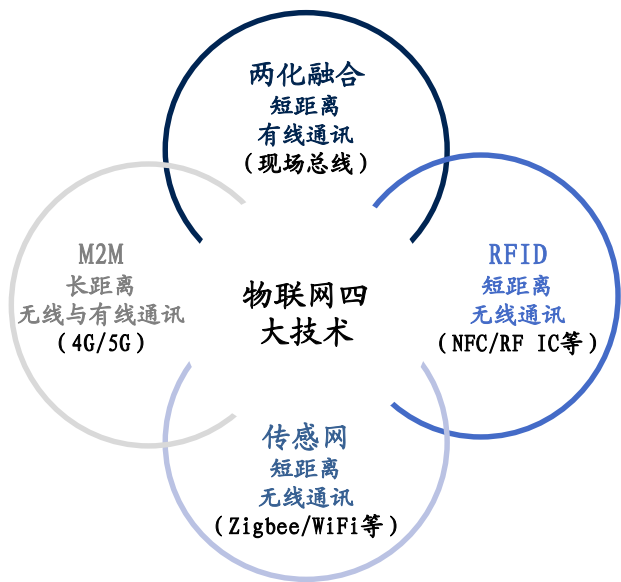 两化融合
短距离
有线通讯
（现场总线）
M2M
长距离
无线与有线通讯
（4G/5G）
物联网四
大技术
RFID
短距离
无线通讯
（NFC/RF IC等）
传感网
短距离
无线通讯
（Zigbee/WiFi等）